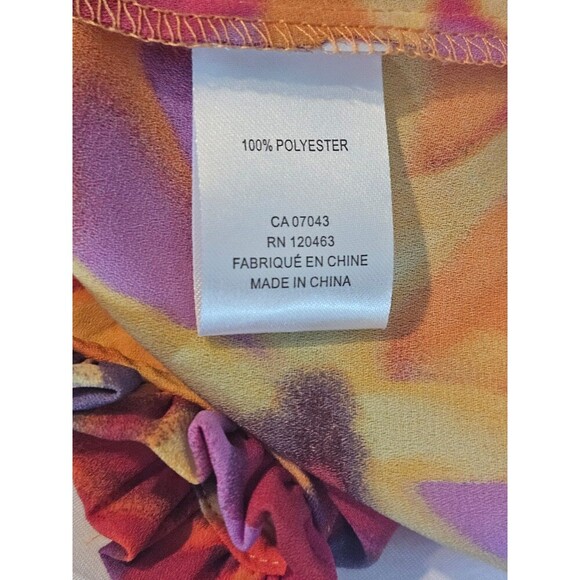 100% POLYESTER
CA 07043
RN 120463
FABRIQUÉ EN CHINE
MADE IN CHINA